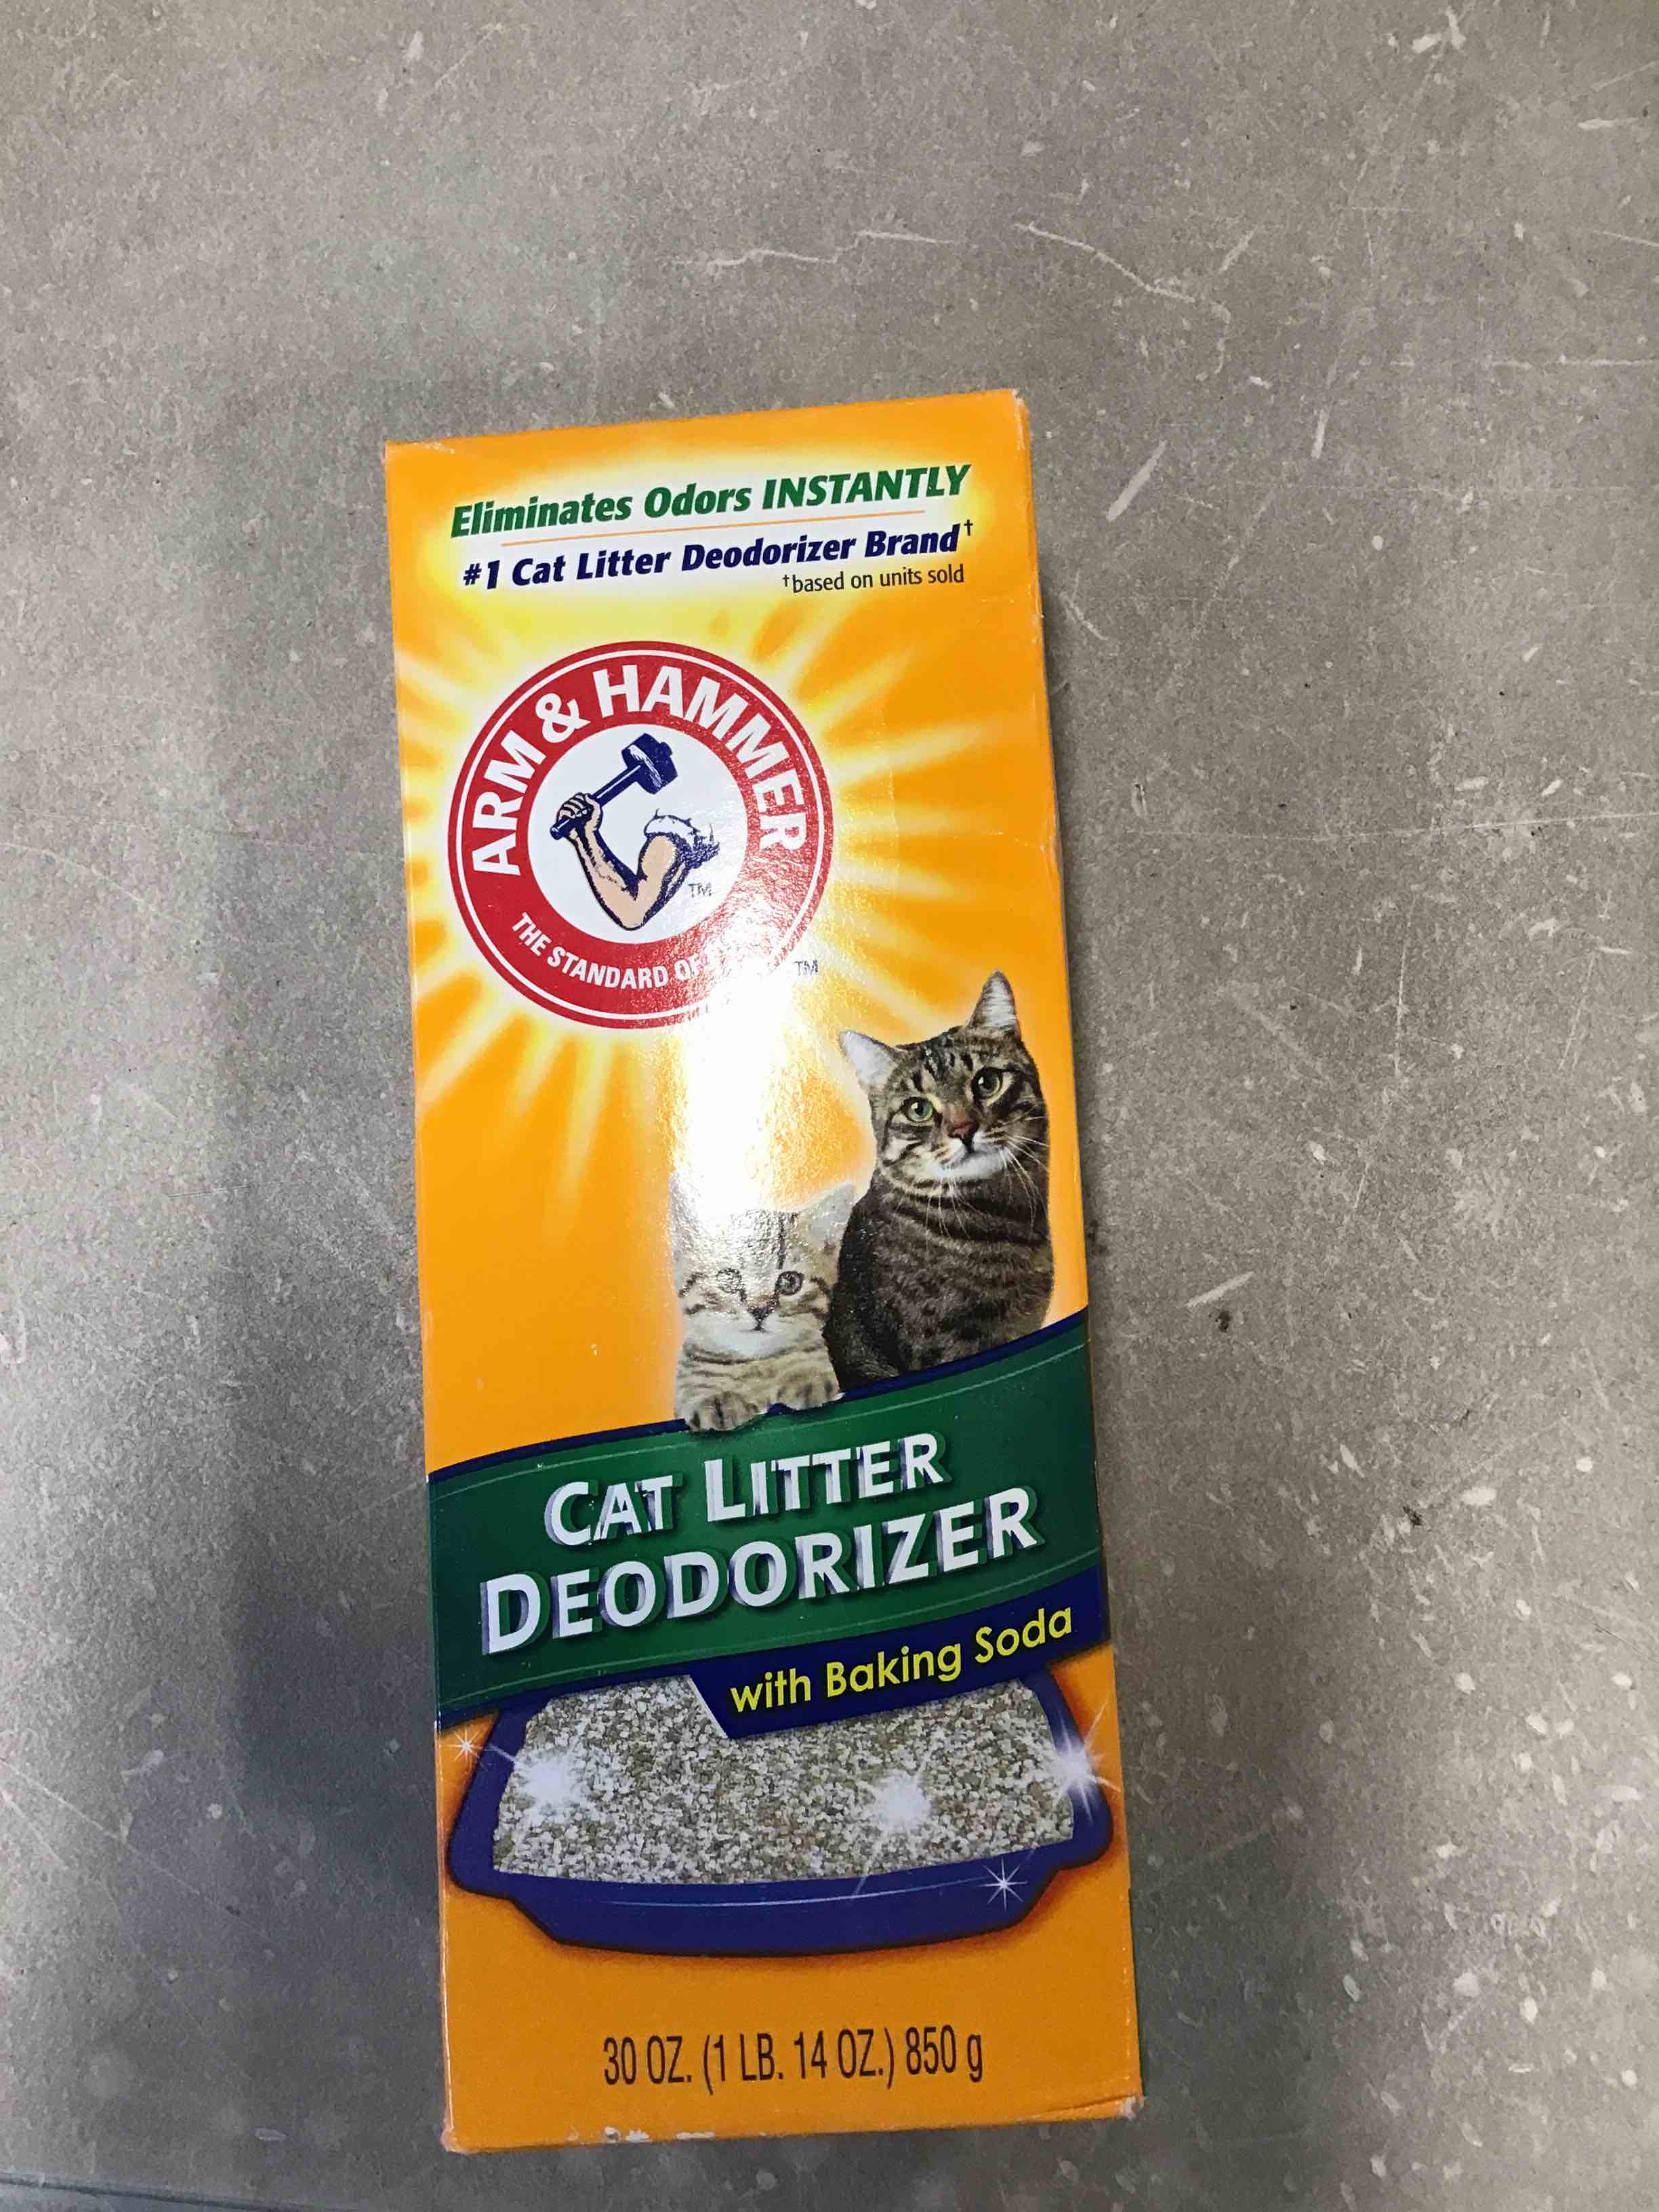 Eliminates Odors INSTANTLY
#1 Cat Litter Deodorizer Brand†
†based on units sold
ARM & HAMMER
TM
THE STANDARD OF
TM
CAT LITTER
DEODORIZER
with Baking Soda
30 OZ. (1 LB. 14 OZ.) 850 g